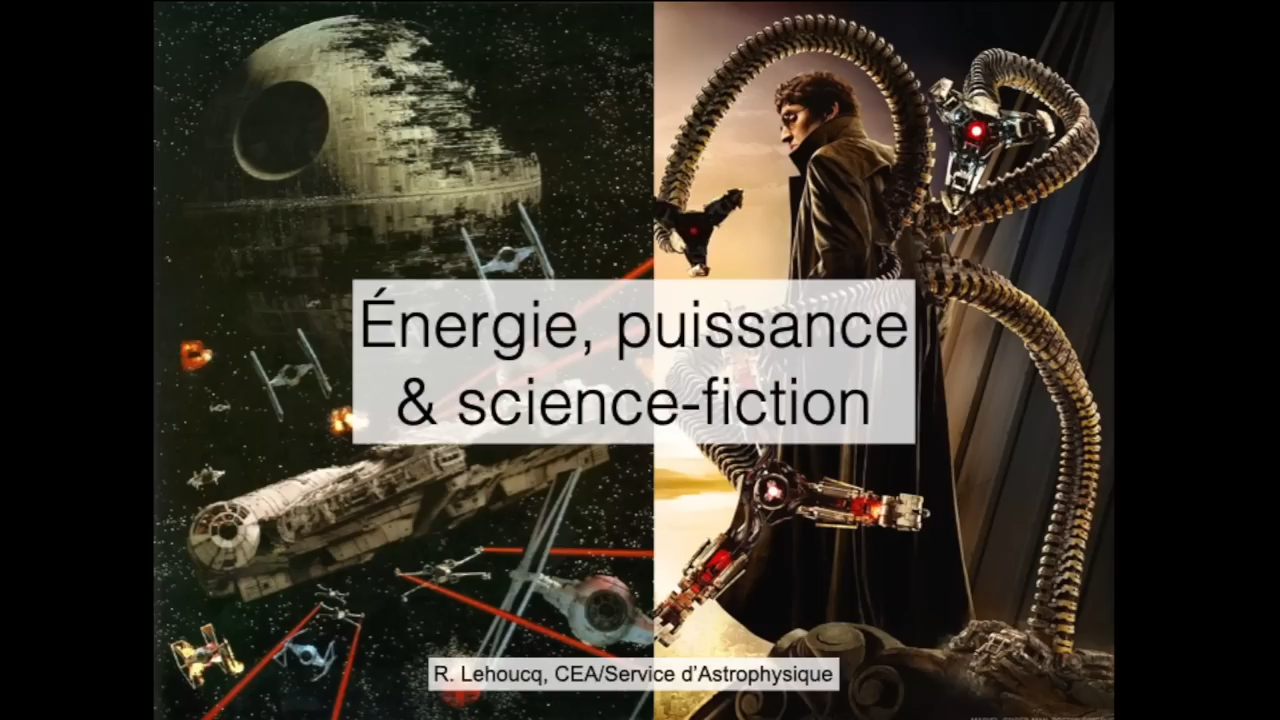 Énergie, puissance
& science-fiction
R. Lehoucq, CEA/Service d'Astrophysique